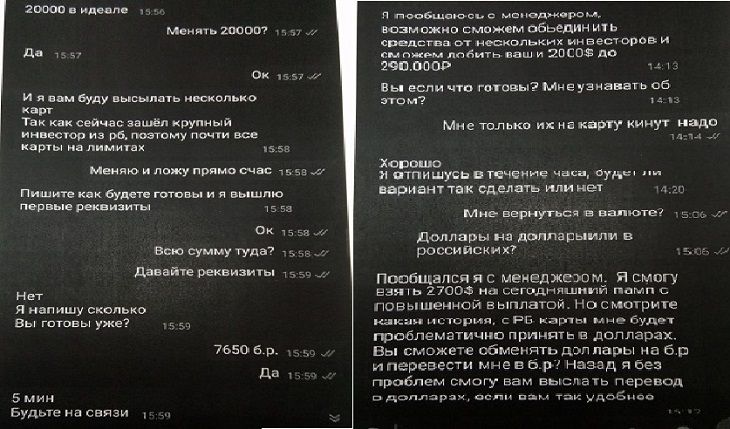 20000 в идеале 15:56
Менять 20000? 15:57
Да 15:57
Ок 15:57
И я вам буду высылать несколько
карт
Так как сейчас зашёл крупный
инвестор из рб, поэтому почти все
карты на лимитах 15:58
Меняю и ложу прямо счас 15:58
Пишите как будете готовы и я вышлю
первые реквизиты 15:58
Ок 15:58
Всю сумму туда? 15:58
Давайте реквизиты 15:59
Нет
Я напишу сколько
Вы готовы уже? 15:59
7650 б.р. 15:59
Да 15:59
5 мин
Будьте на связи 15:59
Я пообщаюсь с менеджером,
возможно сможем объединить
средства от нескольких инвесторов и
сможем добить ваши 2000$ до
290.000₽ 14:13
Вы если что готовы? Мне узнавать об
этом? 14:13
Мне только их на карту кинут надо
14:14
Хорошо
Я отпишусь в течение часа, будет ли
вариант так сделать или нет 14:20
Мне вернуться в валюте? 15:06
Доллары на долларыили в
российских? 15:06
Пообщался я с менеджером. Я смогу
взять 2700$ на сегодняшний памп с
повышенной выплатой. Но смотрите
какая история, с РБ карты мне будет
проблематично принять в долларах.
Вы сможете обменять доллары на б.р
и перевести мне в б.р? Назад я без
проблем смогу вам выслать перевод
в долларах, если вам так удобнее
15:12